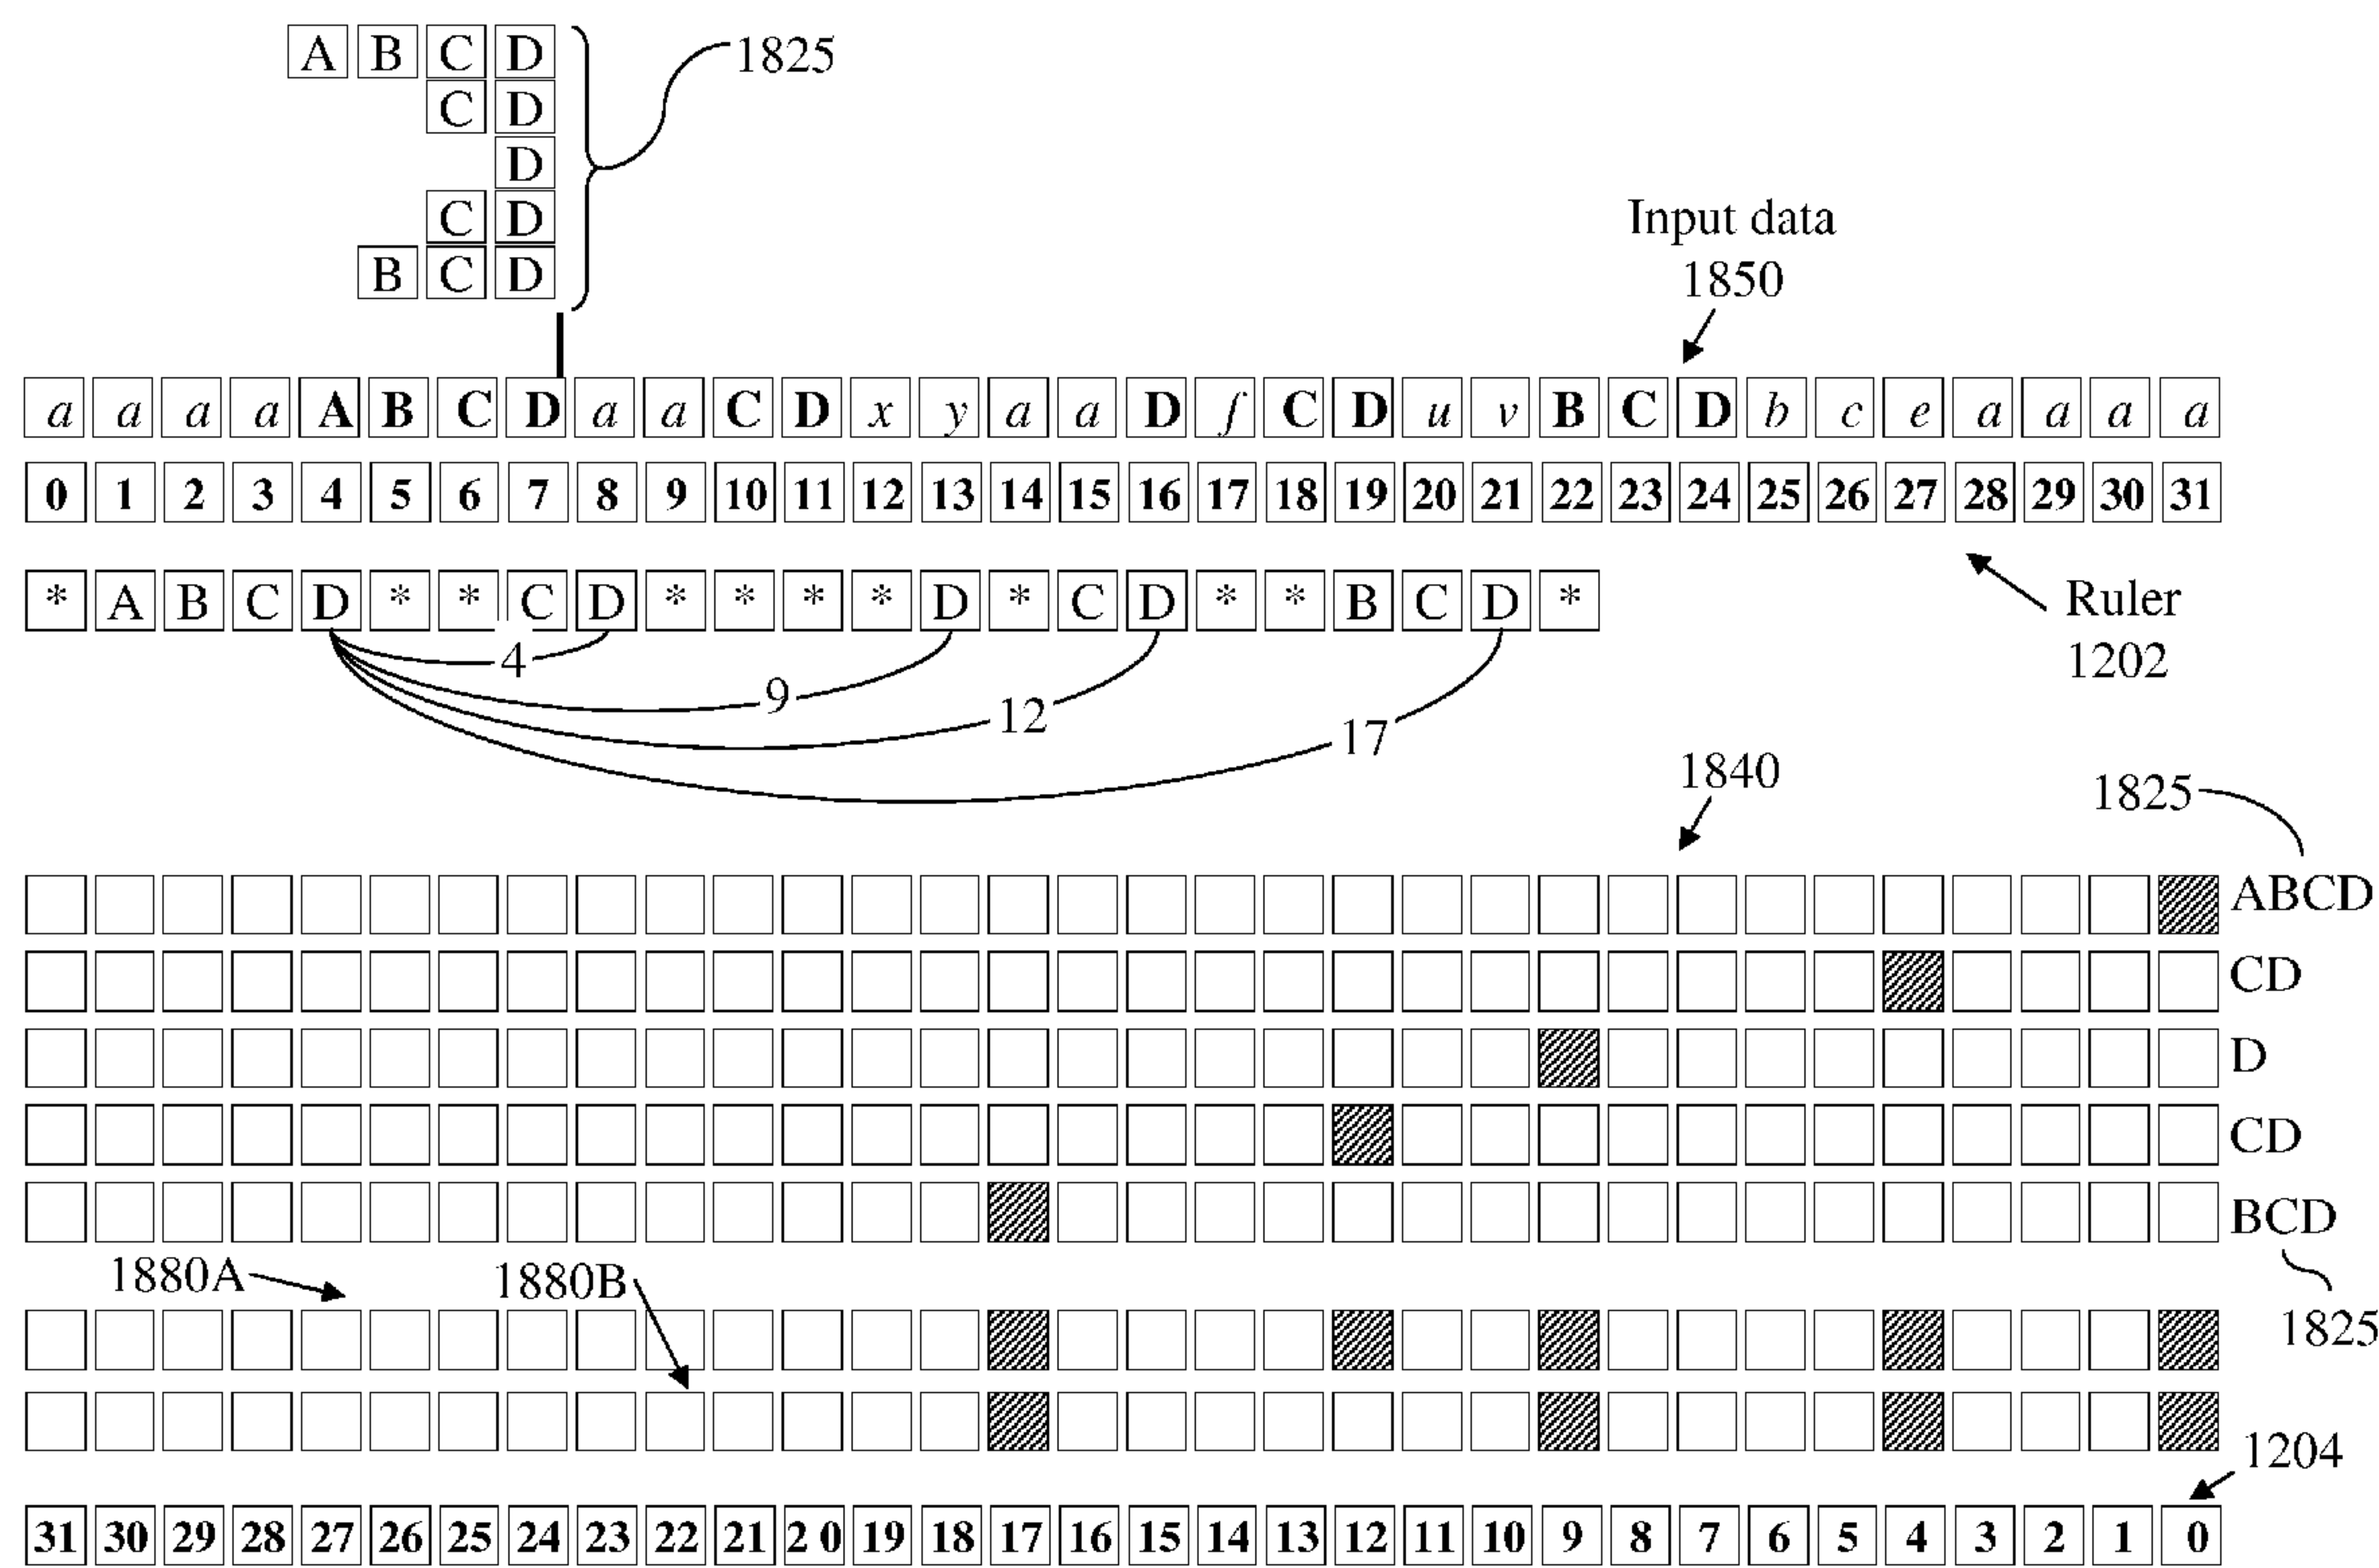 A B C D
1825
C D
D
C D
B C D
Input data
1850
a a a a A B C D a a C D x y a a D f C D u v B C D b c e a a a a
0 1 2 3 4 5 6 7 8 9 10 11 12 13 14 15 16 17 18 19 20 21 22 23 24 25 26 27 28 29 30 31
* A B C D * * C D * * * * D * C D * * B C D *
Ruler
1202
4
9
12
17
1840
1825
ABCD
CD
D
CD
BCD
1880A
1880B
1825
1204
31 30 29 28 27 26 25 24 23 22 21 2 0 19 18 17 16 15 14 13 12 11 10 9 8 7 6 5 4 3 2 1 0